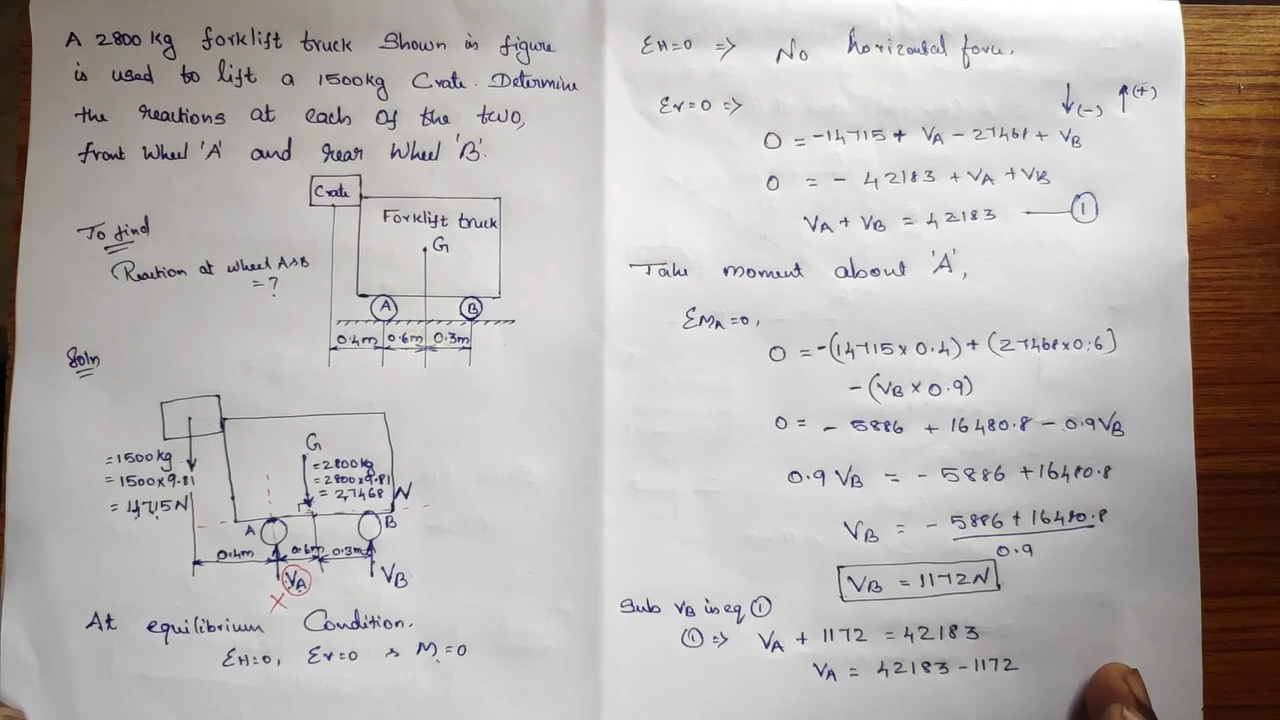 A 2800 kg forklift truck Shown in figure
is used to lift a 1500kg Crate. Determine
the reactions at each of the two,
front Wheel 'A' and rear Wheel 'B'.
Crate
Forklift truck
G
To find
Reaction at wheel A & B
= ?
A
B
0.4m 0.6m 0.3m
Soln
G
=1500kg
=1500x9.81
=14715N
=2800kg
=2800x9.81
=27468 N
A
B
0.4m 0.6m 0.3m
VA
VB
×
At equilibrium Condition.
ΣH=0, ΣV=0 & M=0
ΣH=0 => No horizontal force.
ΣV=0 => ↓(-) ↑(+)
0 = -14715 + VA - 27468 + VB
0 = - 42183 + VA + VB
VA + VB = 42183 ①
Take moment about 'A',
ΣMA=0,
0 = -(14715x0.4) + (27468x0.6)
-(VB x 0.9)
0 = - 5886 + 16480.8 - 0.9VB
0.9 VB = - 5886 + 16480.8
VB = - 5886 + 16480.8
0.9
VB = 1172N
Sub VB is eq ①
① => VA + 1172 = 42183
VA = 42183 - 1172